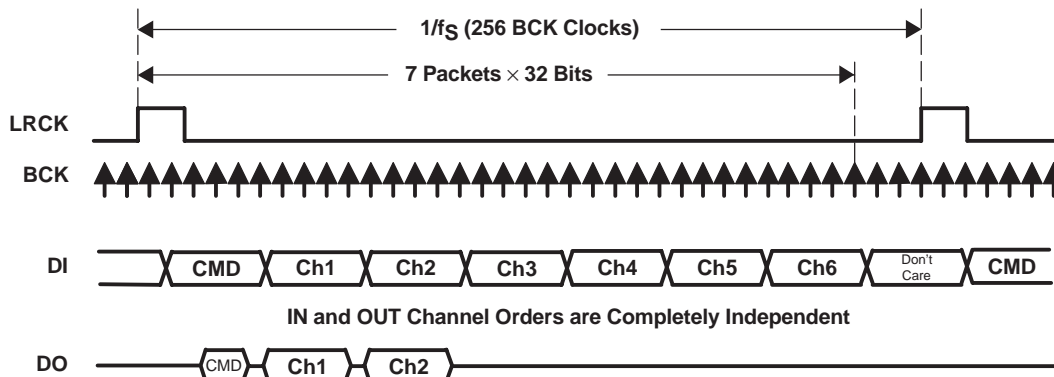 1/fS (256 BCK Clocks)
7 Packets × 32 Bits
LRCK
BCK
DI CMD Ch1 Ch2 Ch3 Ch4 Ch5 Ch6 Don't Care CMD
IN and OUT Channel Orders are Completely Independent
DO CMD Ch1 Ch2